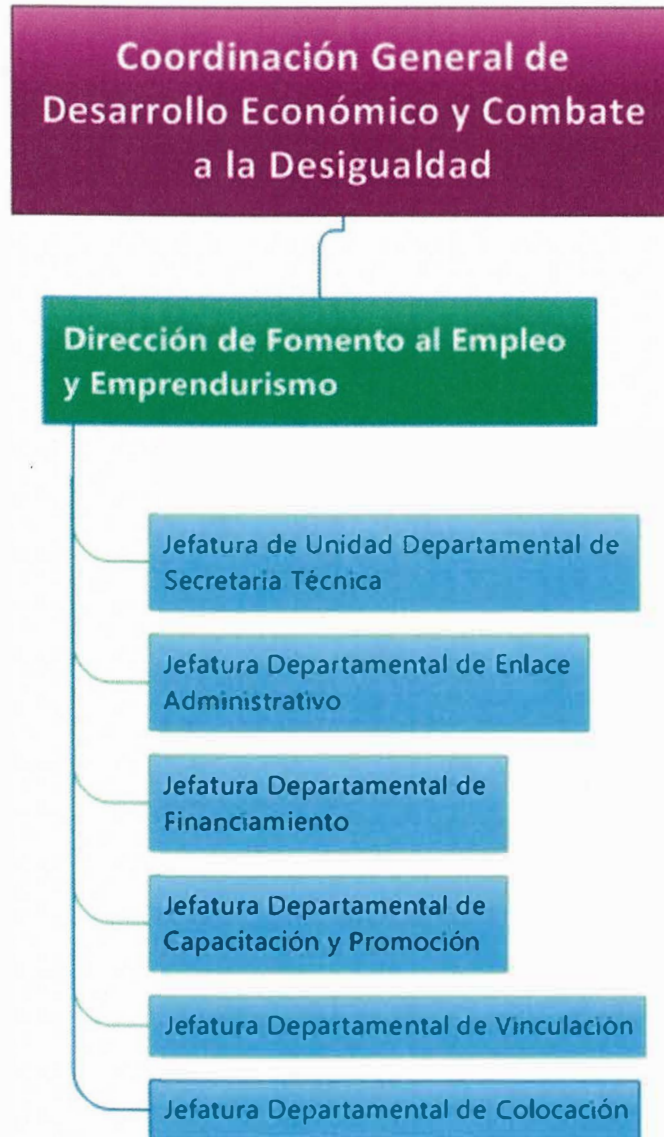 Coordinación General de
Desarrollo Económico y Combate
a la Desigualdad
Dirección de Fomento al Empleo
y Emprendurismo
Jefatura de Unidad Departamental de
Secretaria Técnica
Jefatura Departamental de Enlace
Administrativo
Jefatura Departamental de
Financiamiento
Jefatura Departamental de
Capacitación y Promoción
Jefatura Departamental de Vinculación
Jefatura Departamental de Colocación